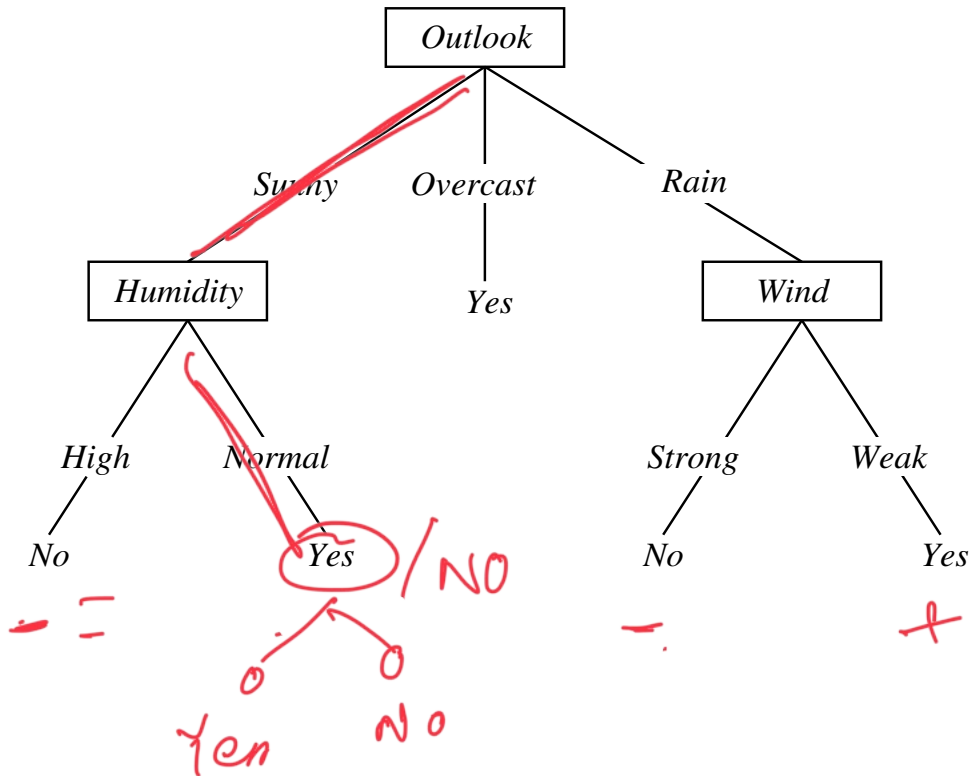 Outlook
Sunny Overcast Rain
Humidity Yes Wind
High Normal Strong Weak
No Yes / NO No Yes
- = - +
Yen No